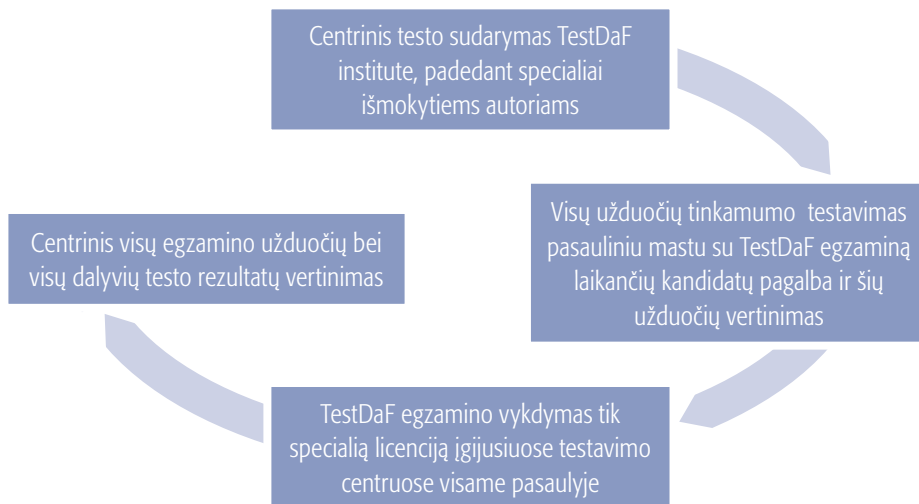 Centrinis testo sudarymas TestDaF
institute, padedant specialiai
išmokytiems autoriams
Visų užduočių tinkamumo testavimas
pasauliniu mastu su TestDaF egzaminą
laikančių kandidatų pagalba ir šių
užduočių vertinimas
TestDaF egzamino vykdymas tik
specialią licenciją įgijusiuose testavimo
centruose visame pasaulyje
Centrinis visų egzamino užduočių bei
visų dalyvių testo rezultatų vertinimas